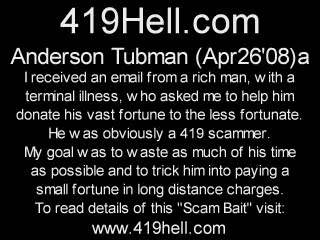 419Hell.com
Anderson Tubman (Apr26'08)a
I received an email from a rich man, with a
terminal illness, who asked me to help him
donate his vast fortune to the less fortunate.
He was obviously a 419 scammer.
My goal was to waste as much of his time
as possible and to trick him into paying a
small fortune in long distance charges.
To read details of this "Scam Bait" visit:
www.419hell.com